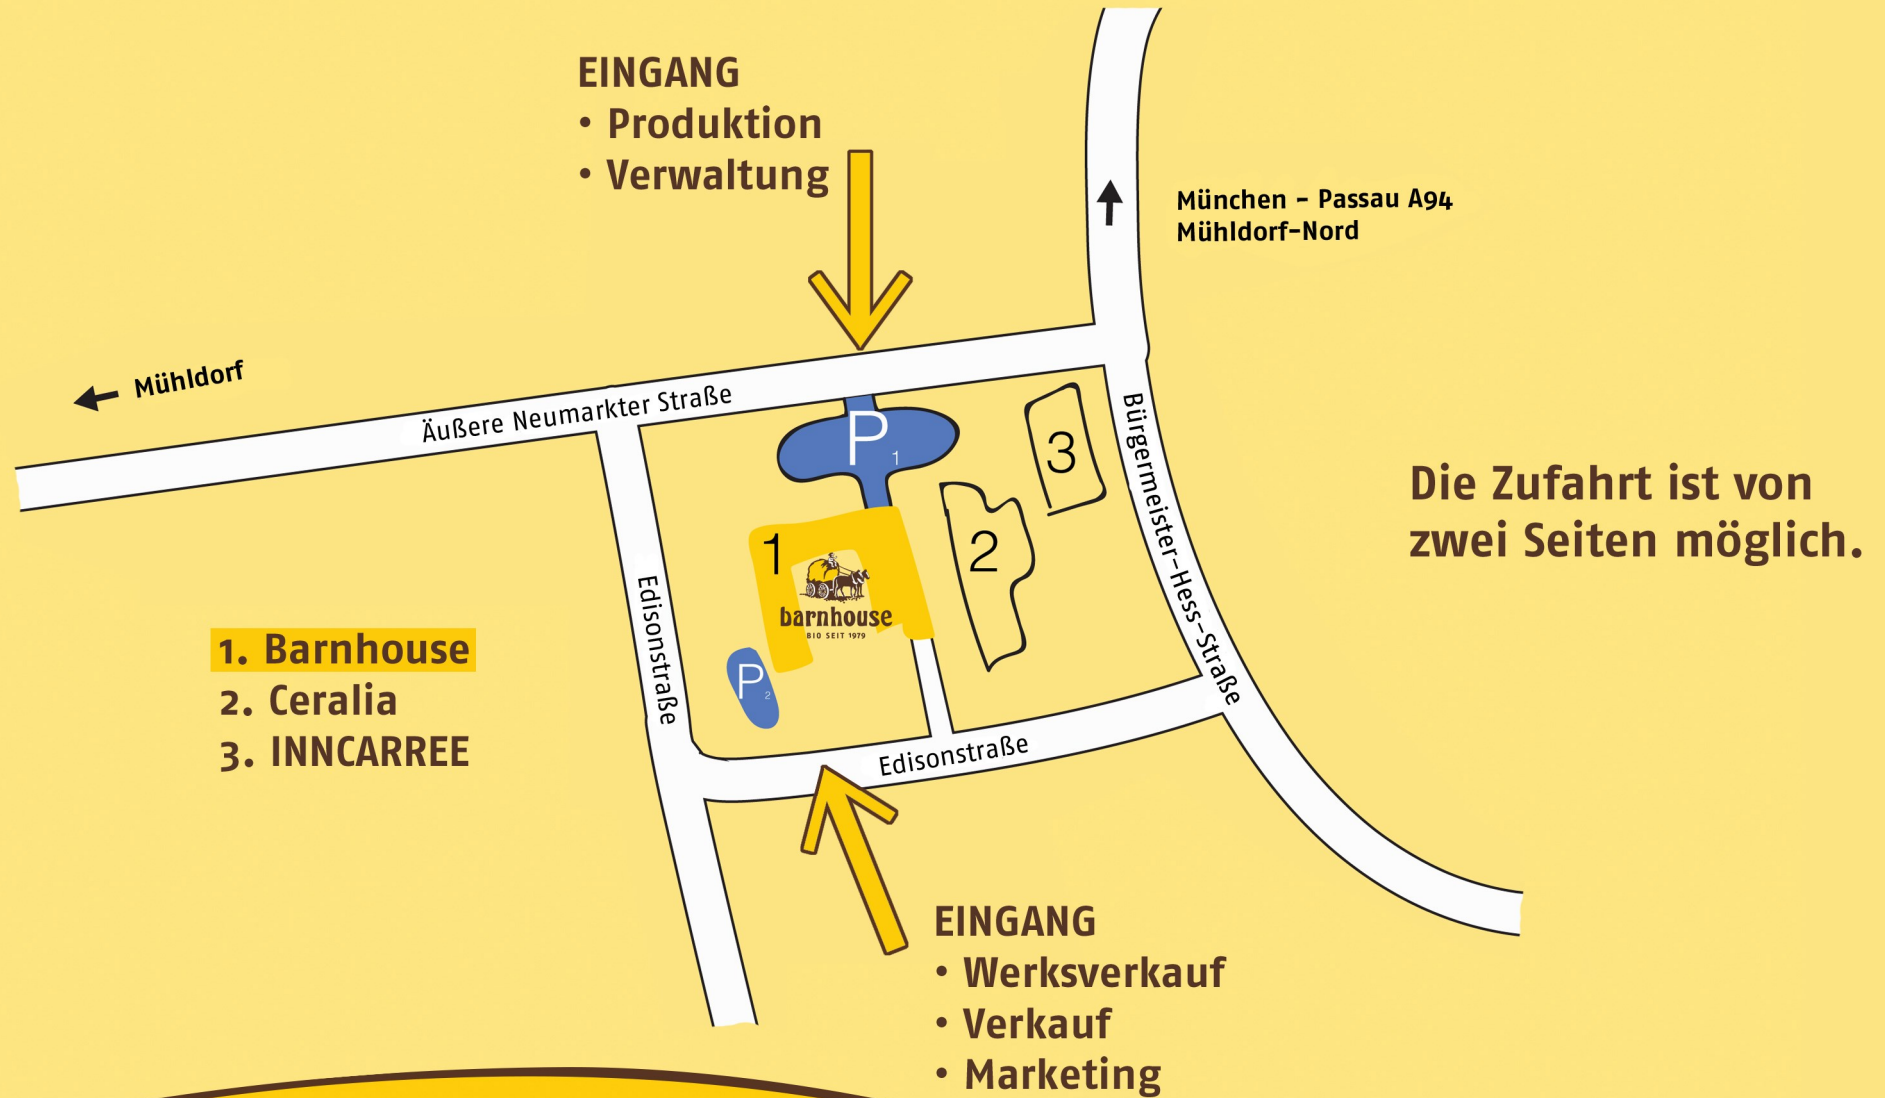 EINGANG
• Produktion
• Verwaltung
München - Passau A94
Mühldorf-Nord
Mühldorf
Äußere Neumarkter Straße
P
1
3
Bürgermeister-Hess-Straße
Die Zufahrt ist von
zwei Seiten möglich.
1
2
barnhouse
BIO SEIT 1979
Edisonstraße
P
2
1. Barnhouse
2. Ceralia
3. INNCARREE
Edisonstraße
EINGANG
• Werksverkauf
• Verkauf
• Marketing